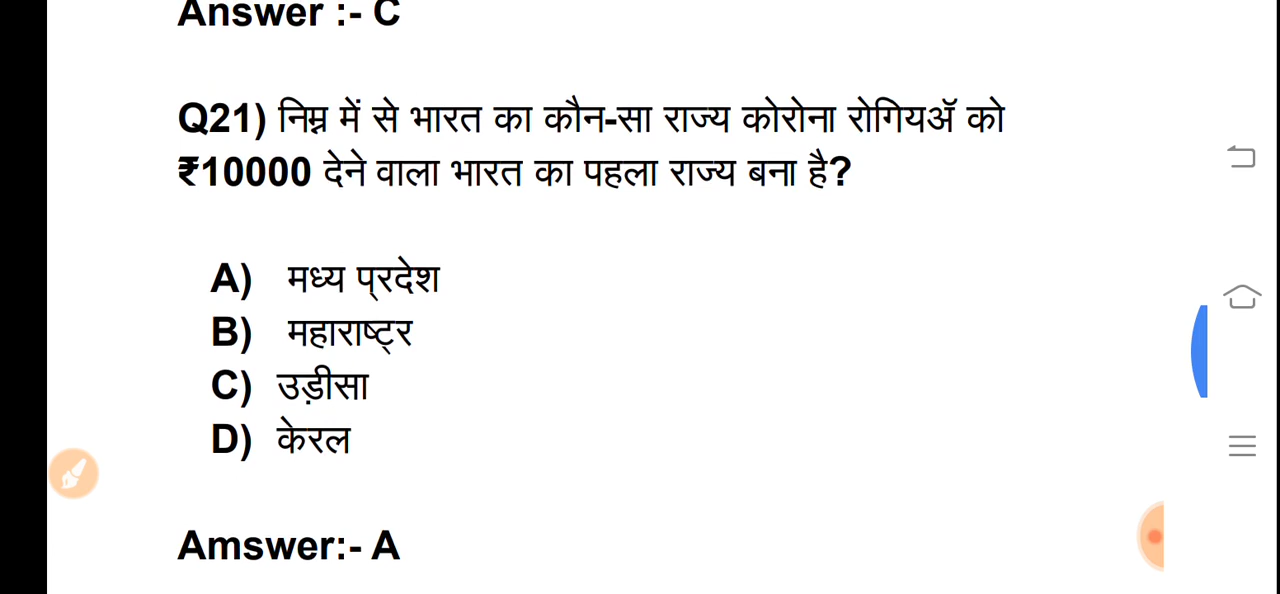 Answer :- C
Q21) निम्न में से भारत का कौन-सा राज्य कोरोना रोगियॲ को
₹10000 देने वाला भारत का पहला राज्य बना है?
A) मध्य प्रदेश
B) महाराष्ट्र
C) उड़ीसा
D) केरल
Amswer:- A